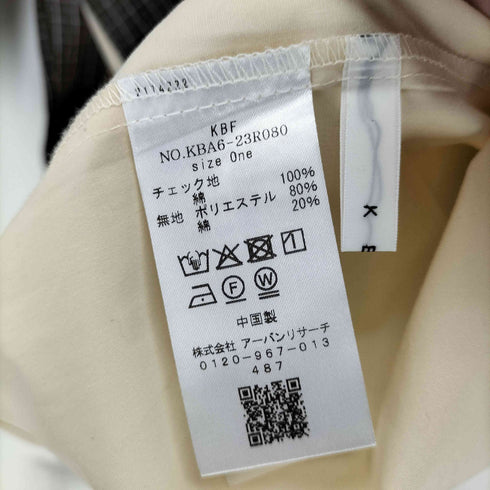 KBF
NO.KBA6-23R080
size One
チェック地
綿 100%
無地 ポリエステル 80%
綿 20%
F
W
中国製
株式会社 アーバンリサーチ
0120-967-013
487
K